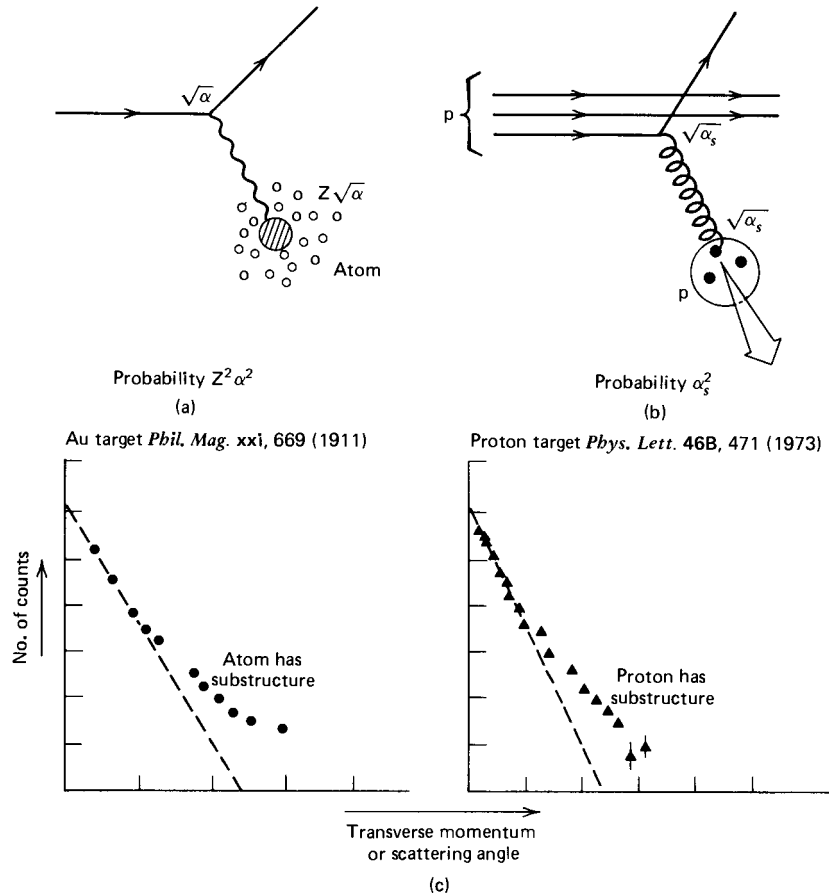 √α
Z√α
Atom
Probability Z²α²
(a)
p
√αₛ
√αₛ
p
Probability αₛ²
(b)
Au target Phil. Mag. xxi, 669 (1911)
No. of counts
Atom has
substructure
Proton target Phys. Lett. 46B, 471 (1973)
Proton has
substructure
Transverse momentum
or scattering angle
(c)